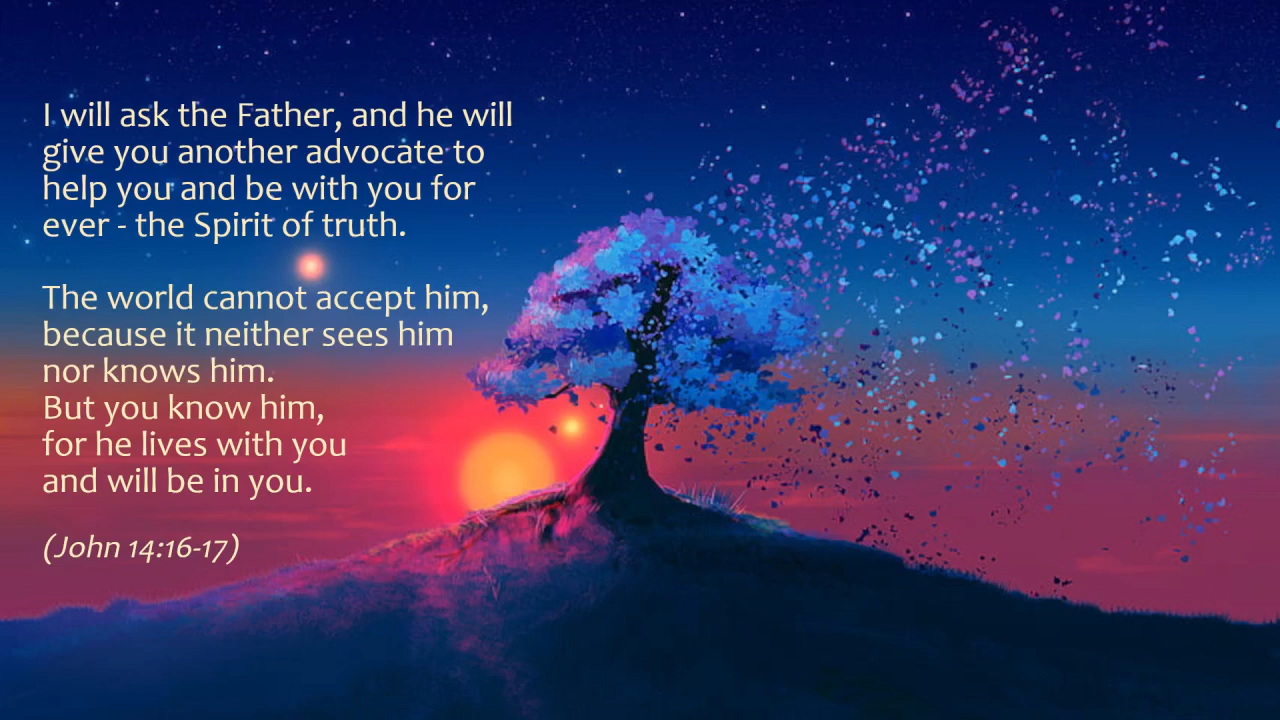 I will ask the Father, and he will
give you another advocate to
help you and be with you for
ever - the Spirit of truth.
The world cannot accept him,
because it neither sees him
nor knows him.
But you know him,
for he lives with you
and will be in you.
(John 14:16-17)